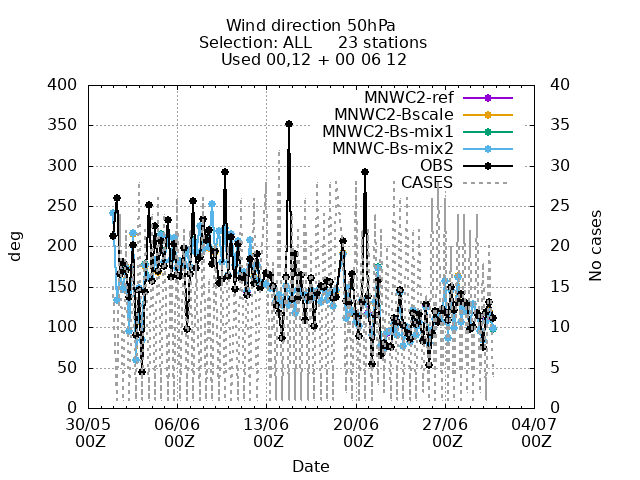 Wind direction 50hPa
Selection: ALL 23 stations
Used 00,12 + 00 06 12
400 40
MNWC2-ref
MNWC2-Bscale
350 35
MNWC2-Bs-mix1
MNWC-Bs-mix2
OBS
300 30
CASES
250 25
deg
No cases
200 20
150 15
100 10
50 5
0 0
30/05 06/06 13/06 20/06 27/06 04/07
00Z 00Z 00Z 00Z 00Z 00Z
Date